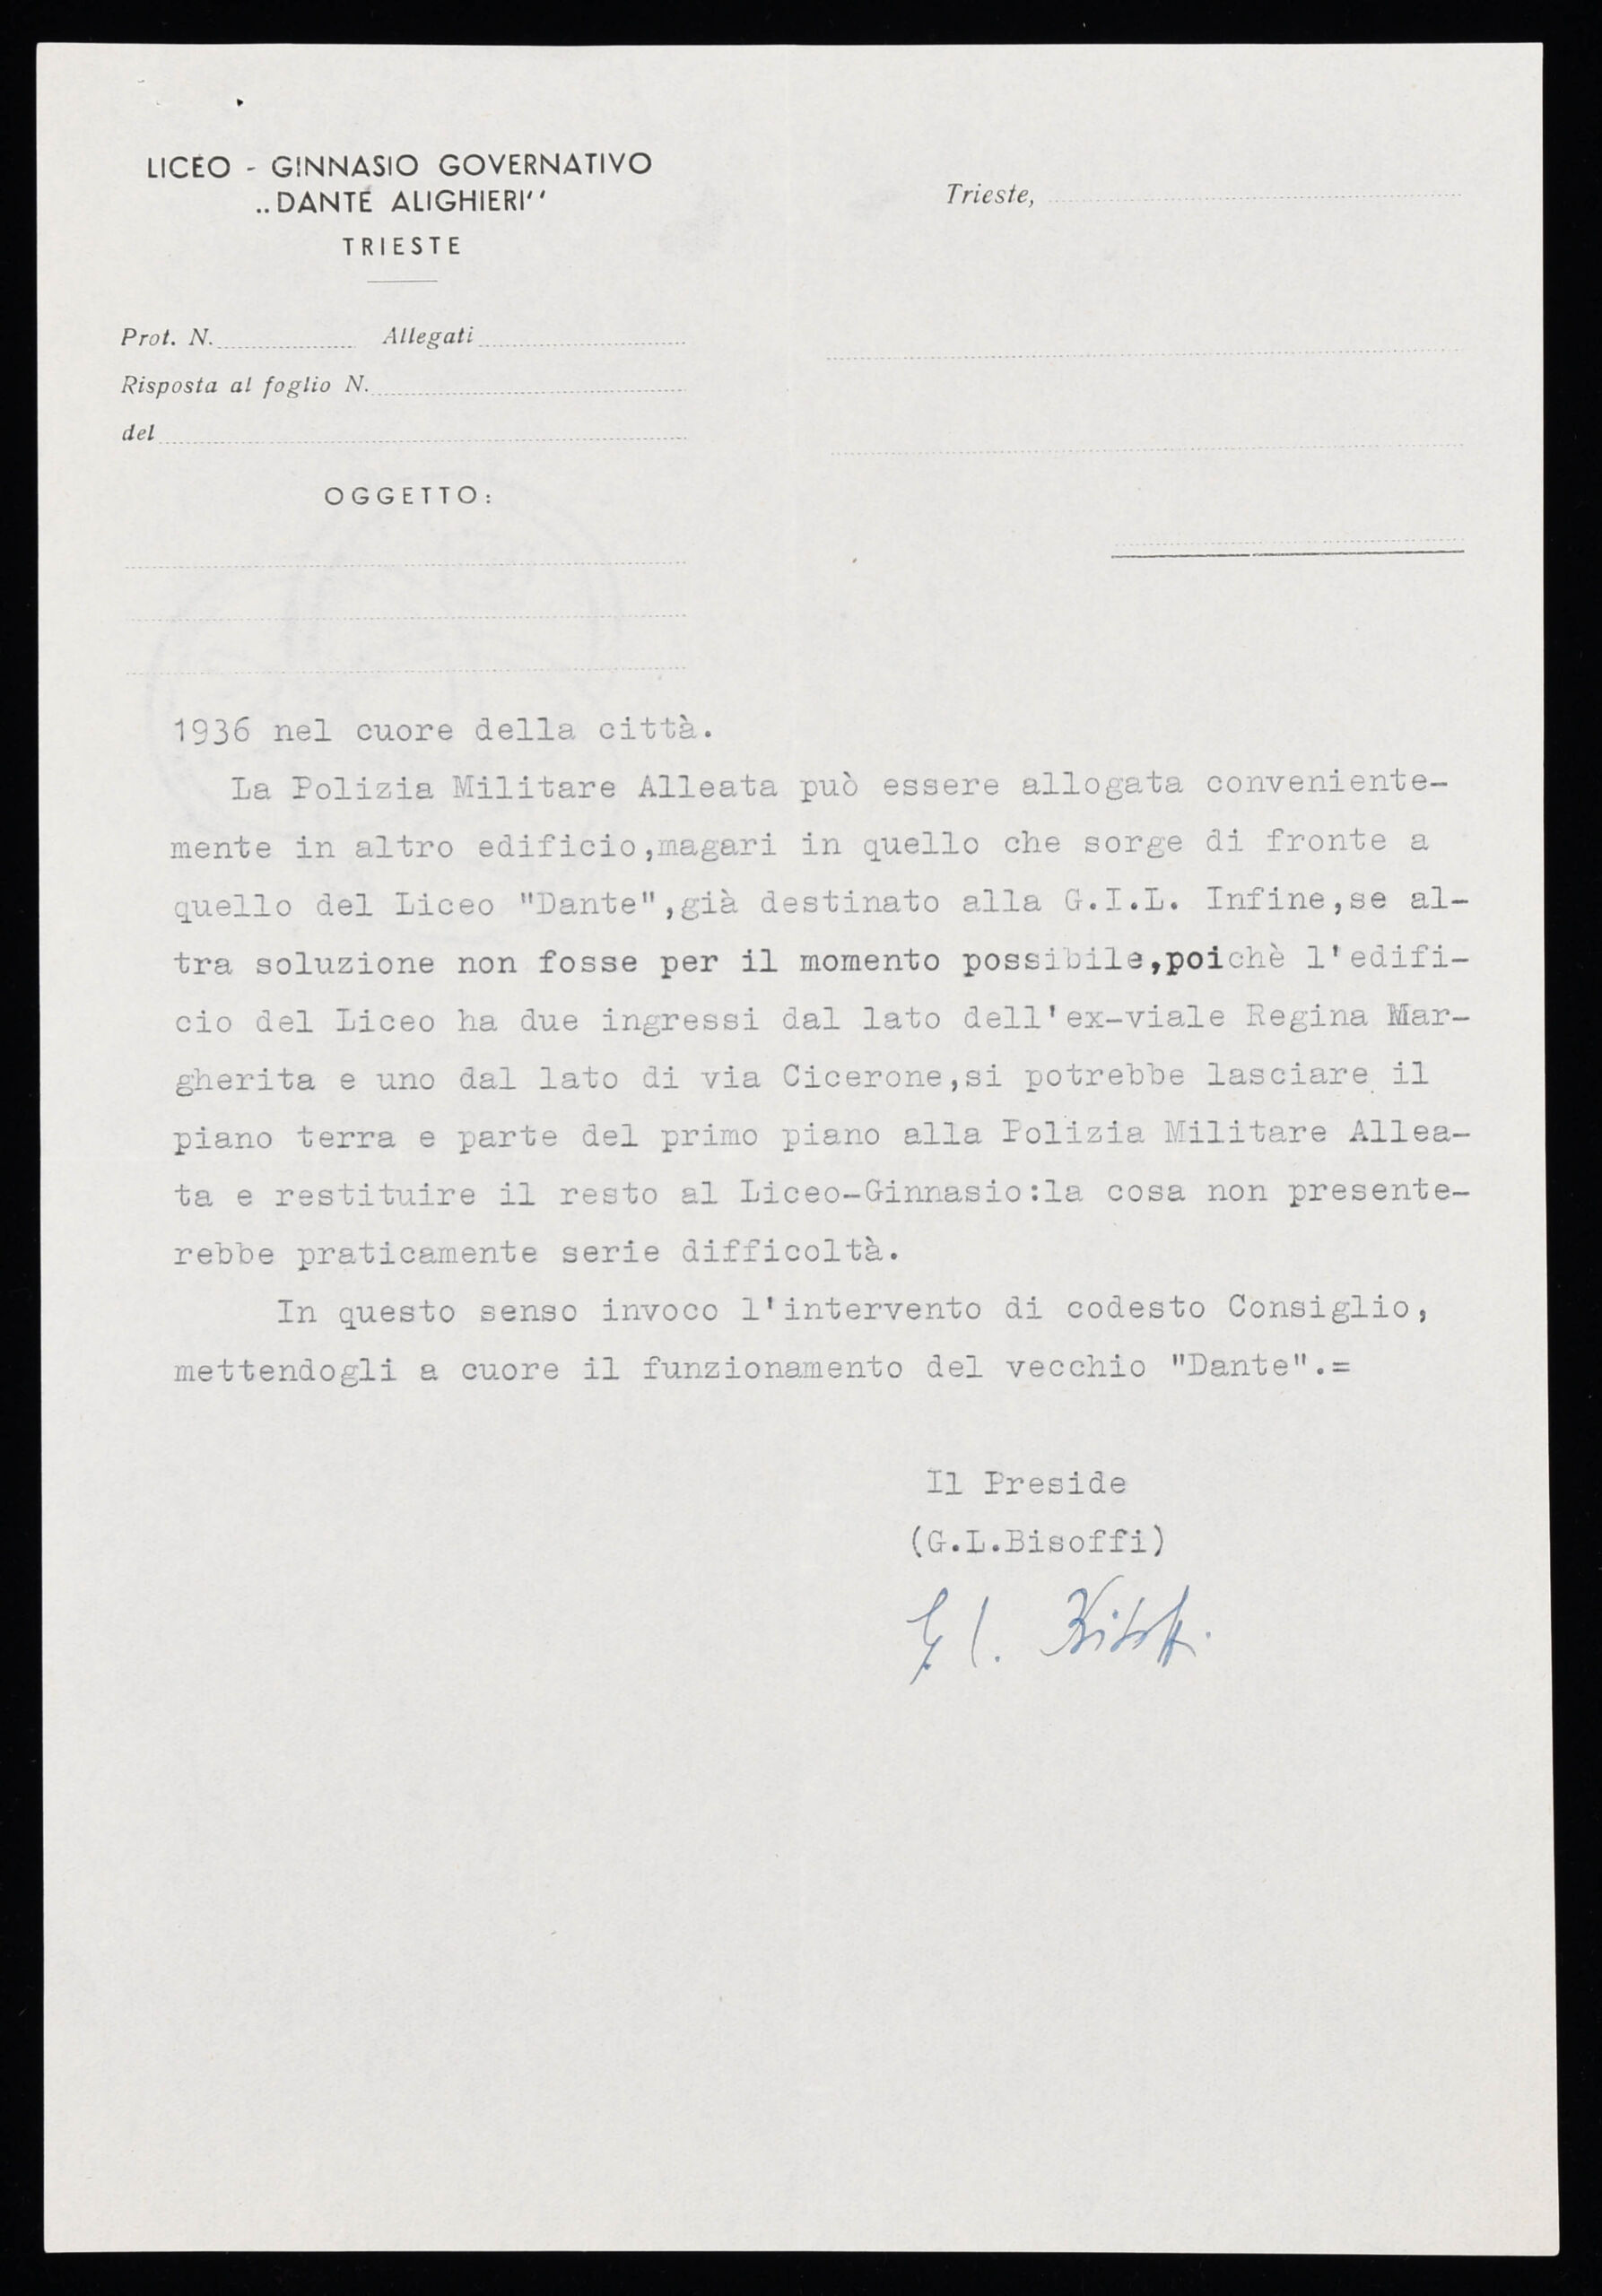 LICEO - GINNASIO GOVERNATIVO
„DANTE ALIGHIERI''
TRIESTE
Trieste,
Prot. N. Allegati
Risposta al foglio N.
del
OGGETTO:
1936 nel cuore della città.
La Polizia Militare Alleata può essere allogata conveniente-
mente in altro edificio,magari in quello che sorge di fronte a
quello del Liceo "Dante",già destinato alla G.I.L. Infine,se al-
tra soluzione non fosse per il momento possibile,poichè l'edifi-
cio del Liceo ha due ingressi dal lato dell'ex-viale Regina Mar-
gherita e uno dal lato di via Cicerone,si potrebbe lasciare il
piano terra e parte del primo piano alla Polizia Militare Allea-
ta e restituire il resto al Liceo-Ginnasio:la cosa non presente-
rebbe praticamente serie difficoltà.
In questo senso invoco l'intervento di codesto Consiglio,
mettendogli a cuore il funzionamento del vecchio "Dante".=
Il Preside
(G.L.Bisoffi)